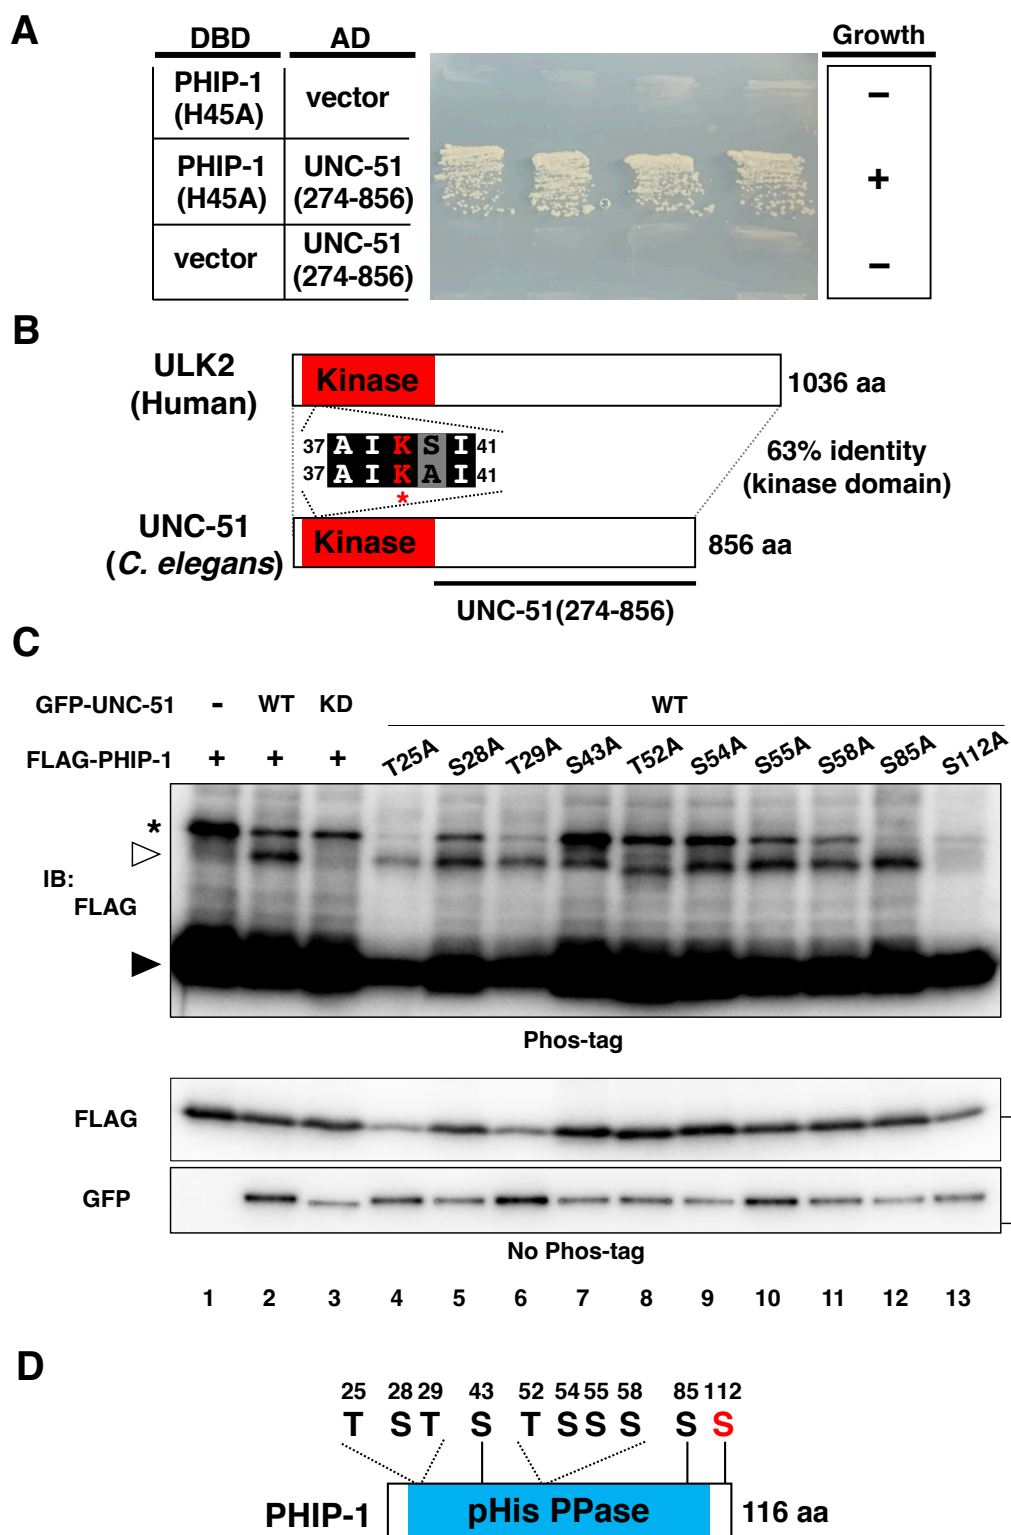 A
DBD AD Growth
PHIP-1
(H45A) vector −
PHIP-1
(H45A) UNC-51
(274-856) +
vector UNC-51
(274-856) −
B
ULK2
(Human)
Kinase
1036 aa
37 A I K S I 41
37 A I K A I 41
*
63% identity
(kinase domain)
UNC-51
(C. elegans)
Kinase
856 aa
UNC-51(274-856)
C
GFP-UNC-51 - WT KD WT
FLAG-PHIP-1 + + + T25A S28A T29A S43A T52A S54A S55A S58A S85A S112A
*
IB:
FLAG
Phos-tag
FLAG
GFP
No Phos-tag
1 2 3 4 5 6 7 8 9 10 11 12 13
D
25 28 29 43 52 54 55 58 85 112
T S T S T S S S S S
PHIP-1 pHis PPase 116 aa